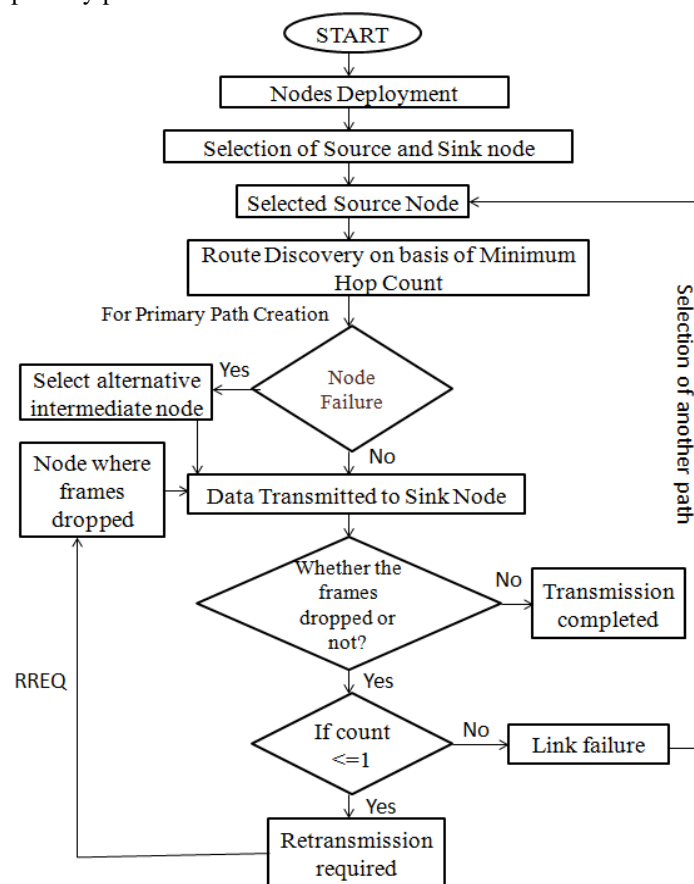 START
Nodes Deployment
Selection of Source and Sink node
Selected Source Node
Route Discovery on basis of Minimum
Hop Count
For Primary Path Creation
Node
Failure
Yes
Select alternative
intermediate node
No
Node where
frames
dropped
Data Transmitted to Sink Node
Selection of another path
Whether the
frames
dropped or
not?
No
Transmission
completed
Yes
RREQ
If count
<=1
No
Link failure
Yes
Retransmission
required